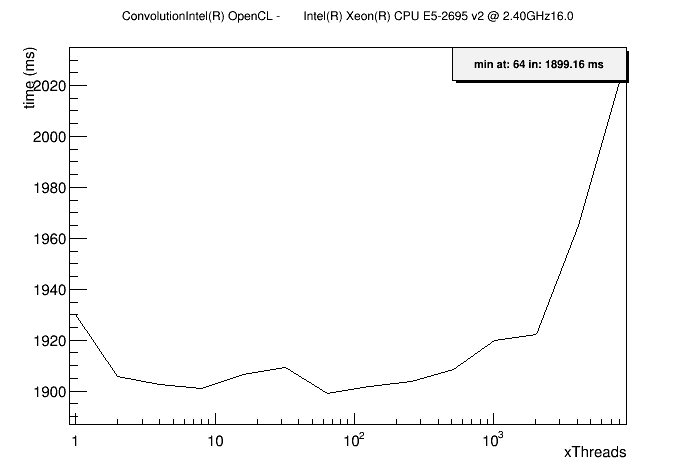 ConvolutionIntel(R) OpenCL -       Intel(R) Xeon(R) CPU E5-2695 v2 @ 2.40GHz16.0
min at: 64 in: 1899.16 ms
time (ms)
2020
2000
1980
1960
1940
1920
1900
1 10 10² 10³
xThreads